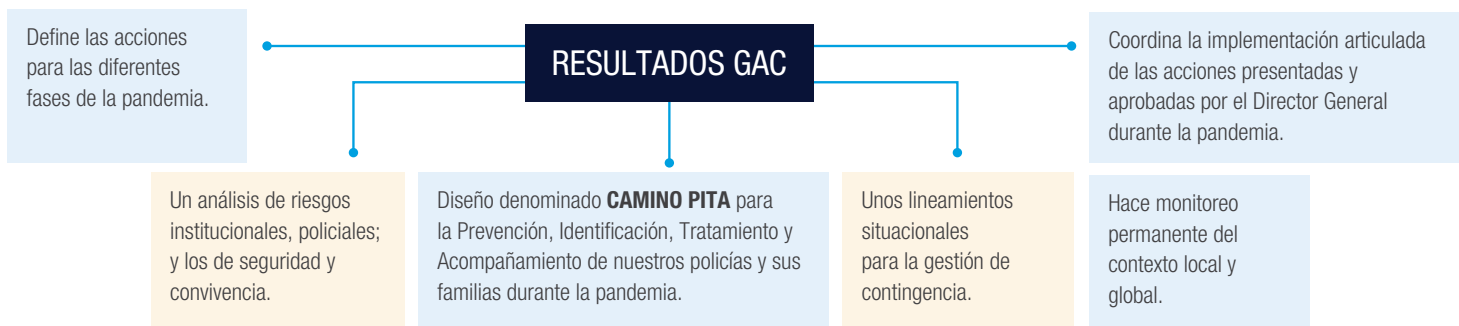 RESULTADOS GAC
Define las acciones
para las diferentes
fases de la pandemia.
Coordina la implementación articulada
de las acciones presentadas y
aprobadas por el Director General
durante la pandemia.
Un análisis de riesgos
institucionales, policiales;
y los de seguridad y
convivencia.
Diseño denominado CAMINO PITA para
la Prevención, Identificación, Tratamiento y
Acompañamiento de nuestros policías y sus
familias durante la pandemia.
Unos lineamientos
situacionales
para la gestión de
contingencia.
Hace monitoreo
permanente del
contexto local y
global.